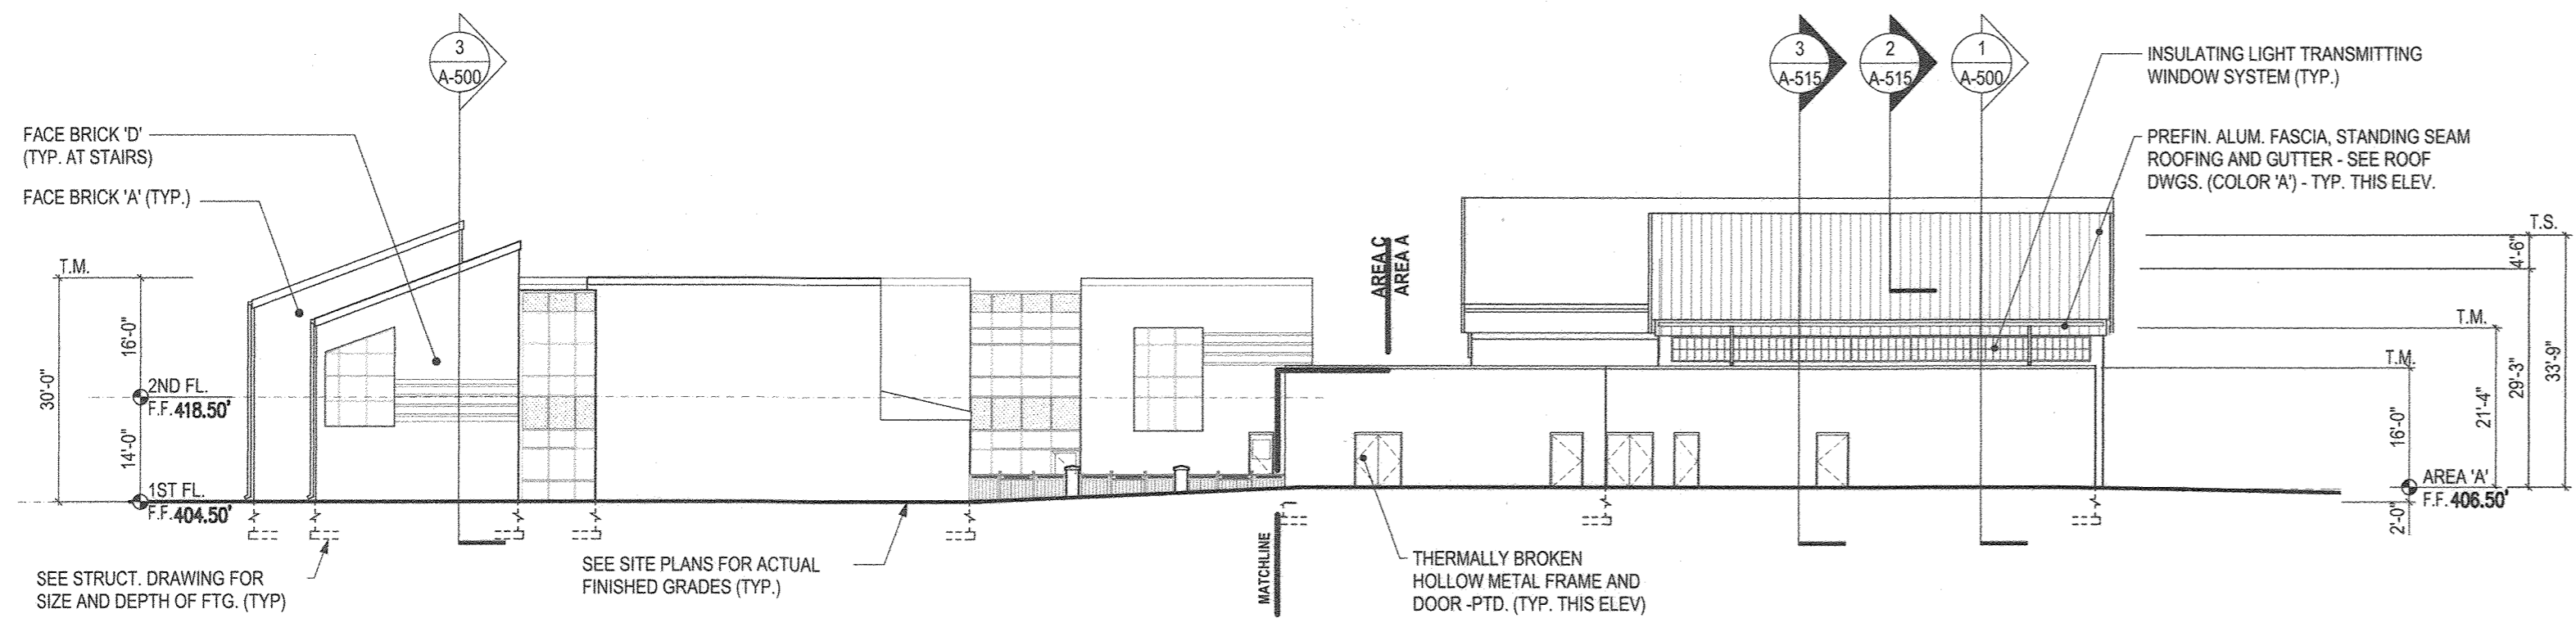 3
A-500
3
A-515
2
A-515
1
A-500
INSULATING LIGHT TRANSMITTING
WINDOW SYSTEM (TYP.)
FACE BRICK 'D'
(TYP. AT STAIRS)
PREFIN. ALUM. FASCIA, STANDING SEAM
ROOFING AND GUTTER - SEE ROOF
DWGS. (COLOR 'A') - TYP. THIS ELEV.
FACE BRICK 'A' (TYP.)
T.M.
AREA C
AREA A
T.S.
4'-6"
T.M.
T.M.
30'-0"
16'-0"
2ND FL.
F.F. 418.50'
14'-0"
1ST FL.
F.F. 404.50'
33'-9"
29'-3"
21'-4"
16'-0"
AREA 'A'
F.F. 406.50'
2'-0"
SEE STRUCT. DRAWING FOR
SIZE AND DEPTH OF FTG. (TYP)
SEE SITE PLANS FOR ACTUAL
FINISHED GRADES (TYP.)
MATCHLINE
THERMALLY BROKEN
HOLLOW METAL FRAME AND
DOOR -PTD. (TYP. THIS ELEV)